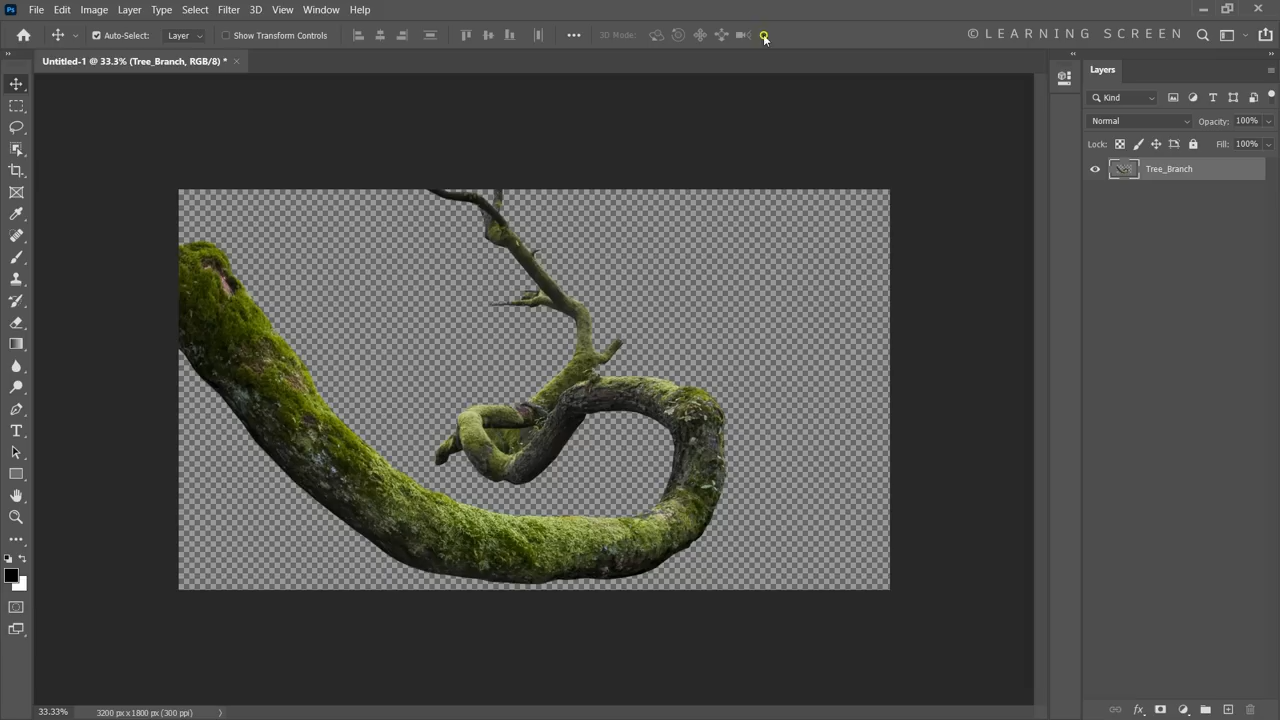 Ps File Edit Image Layer Type Select Filter 3D View Window Help
Auto-Select: Layer Show Transform Controls 3D Mode: © LEARNING SCREEN
Untitled-1 @ 33.3% (Tree_Branch, RGB/8) * ×
Layers
Kind
Normal Opacity: 100%
Lock: Fill: 100%
Tree_Branch
33.33% 3200 px x 1800 px (300 ppi)